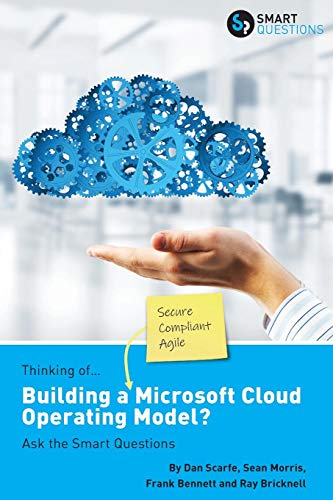 SMART
QUESTIONS
Secure
Compliant
Agile
Thinking of...
Building a Microsoft Cloud
Operating Model?
Ask the Smart Questions
By Dan Scarfe, Sean Morris,
Frank Bennett and Ray Bricknell